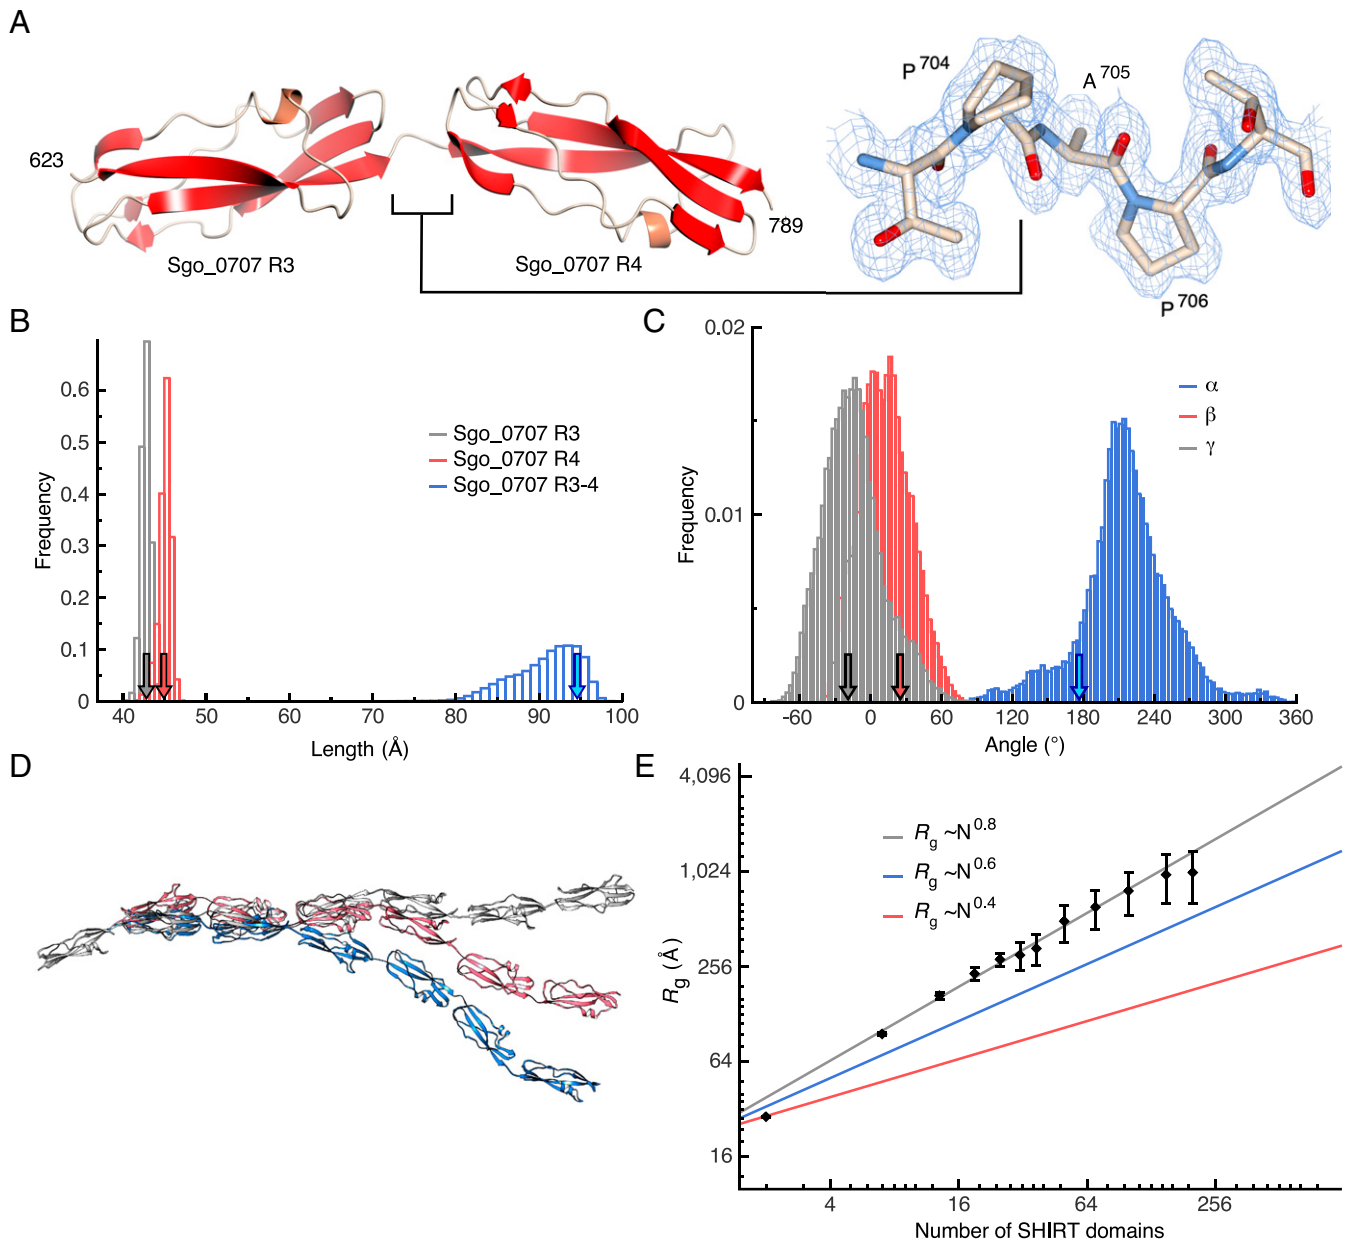 A
623
Sgo_0707 R3
Sgo_0707 R4
789
P704
A705
P706
B
Frequency
0.6
0.5
0.4
0.3
0.2
0.1
0
40 50 60 70 80 90 100
Length (Å)
Sgo_0707 R3
Sgo_0707 R4
Sgo_0707 R3-4
C
Frequency
0.02
0.01
0
-60 0 60 120 180 240 300 360
Angle (°)
α
β
γ
D
E
Rg (Å)
4,096
1,024
256
64
16
4 16 64 256
Number of SHIRT domains
Rg ~N0.8
Rg ~N0.6
Rg ~N0.4